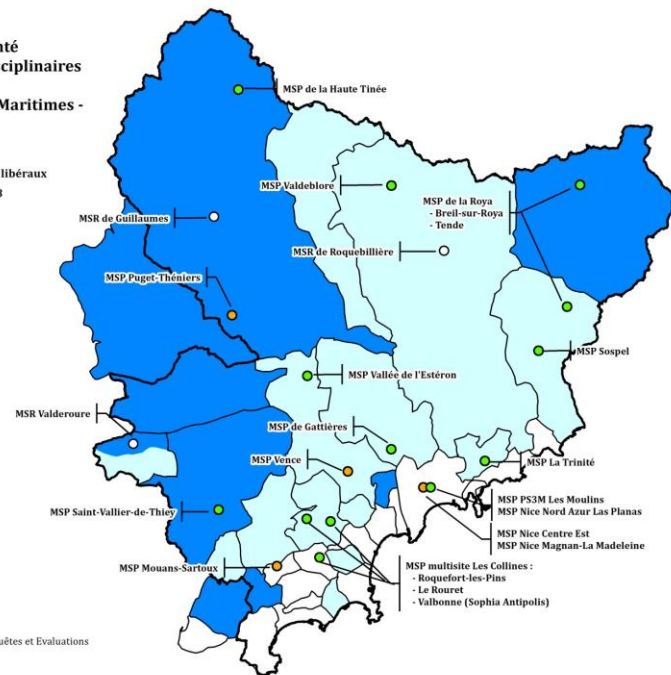 nté
ciplinaires
Maritimes -
libéraux
MSP de la Haute Tinée
MSP Valdeblore
MSP de la Roya
- Breil-sur-Roya
- Tende
MSR de Guillaumes
MSR de Roquebillière
MSP Puget-Théniers
MSP Sospel
MSP Vallée de l'Estéron
MSR Valderoure
MSP de Gattières
MSP Vence
MSP La Trinité
MSP Saint-Vallier-de-Thiey
MSP PS3M Les Moulins
MSP Nice Nord Azur Las Planas
MSP Nice Centre Est
MSP Nice Magnan-La Madeleine
MSP Mouans-Sartoux
MSP multisite Les Collines :
- Roquefort-les-Pins
- Le Rouret
- Valbonne (Sophia Antipolis)
uêtes et Evaluations